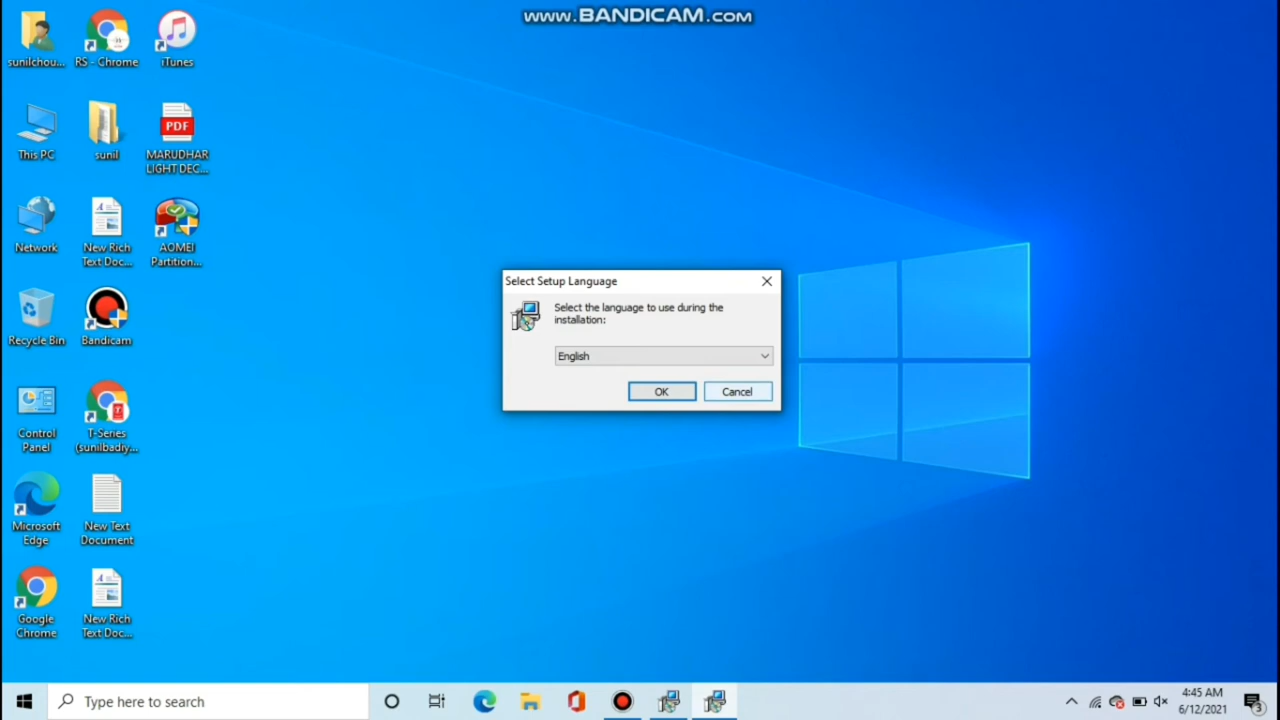 www.BANDICAM.com
sunilchou...
RS - Chrome
iTunes
This PC
sunil
MARUDHAR
LIGHT DEC...
PDF
Network
New Rich
Text Doc...
AOMEI
Partition...
Recycle Bin
Bandicam
Control
Panel
T-Series
(sunilbadry...
Microsoft
Edge
New Text
Document
Google
Chrome
New Rich
Text Doc...
Select Setup Language
Select the language to use during the
installation:
English
OK
Cancel
Type here to search
4:45 AM
6/12/2021
3